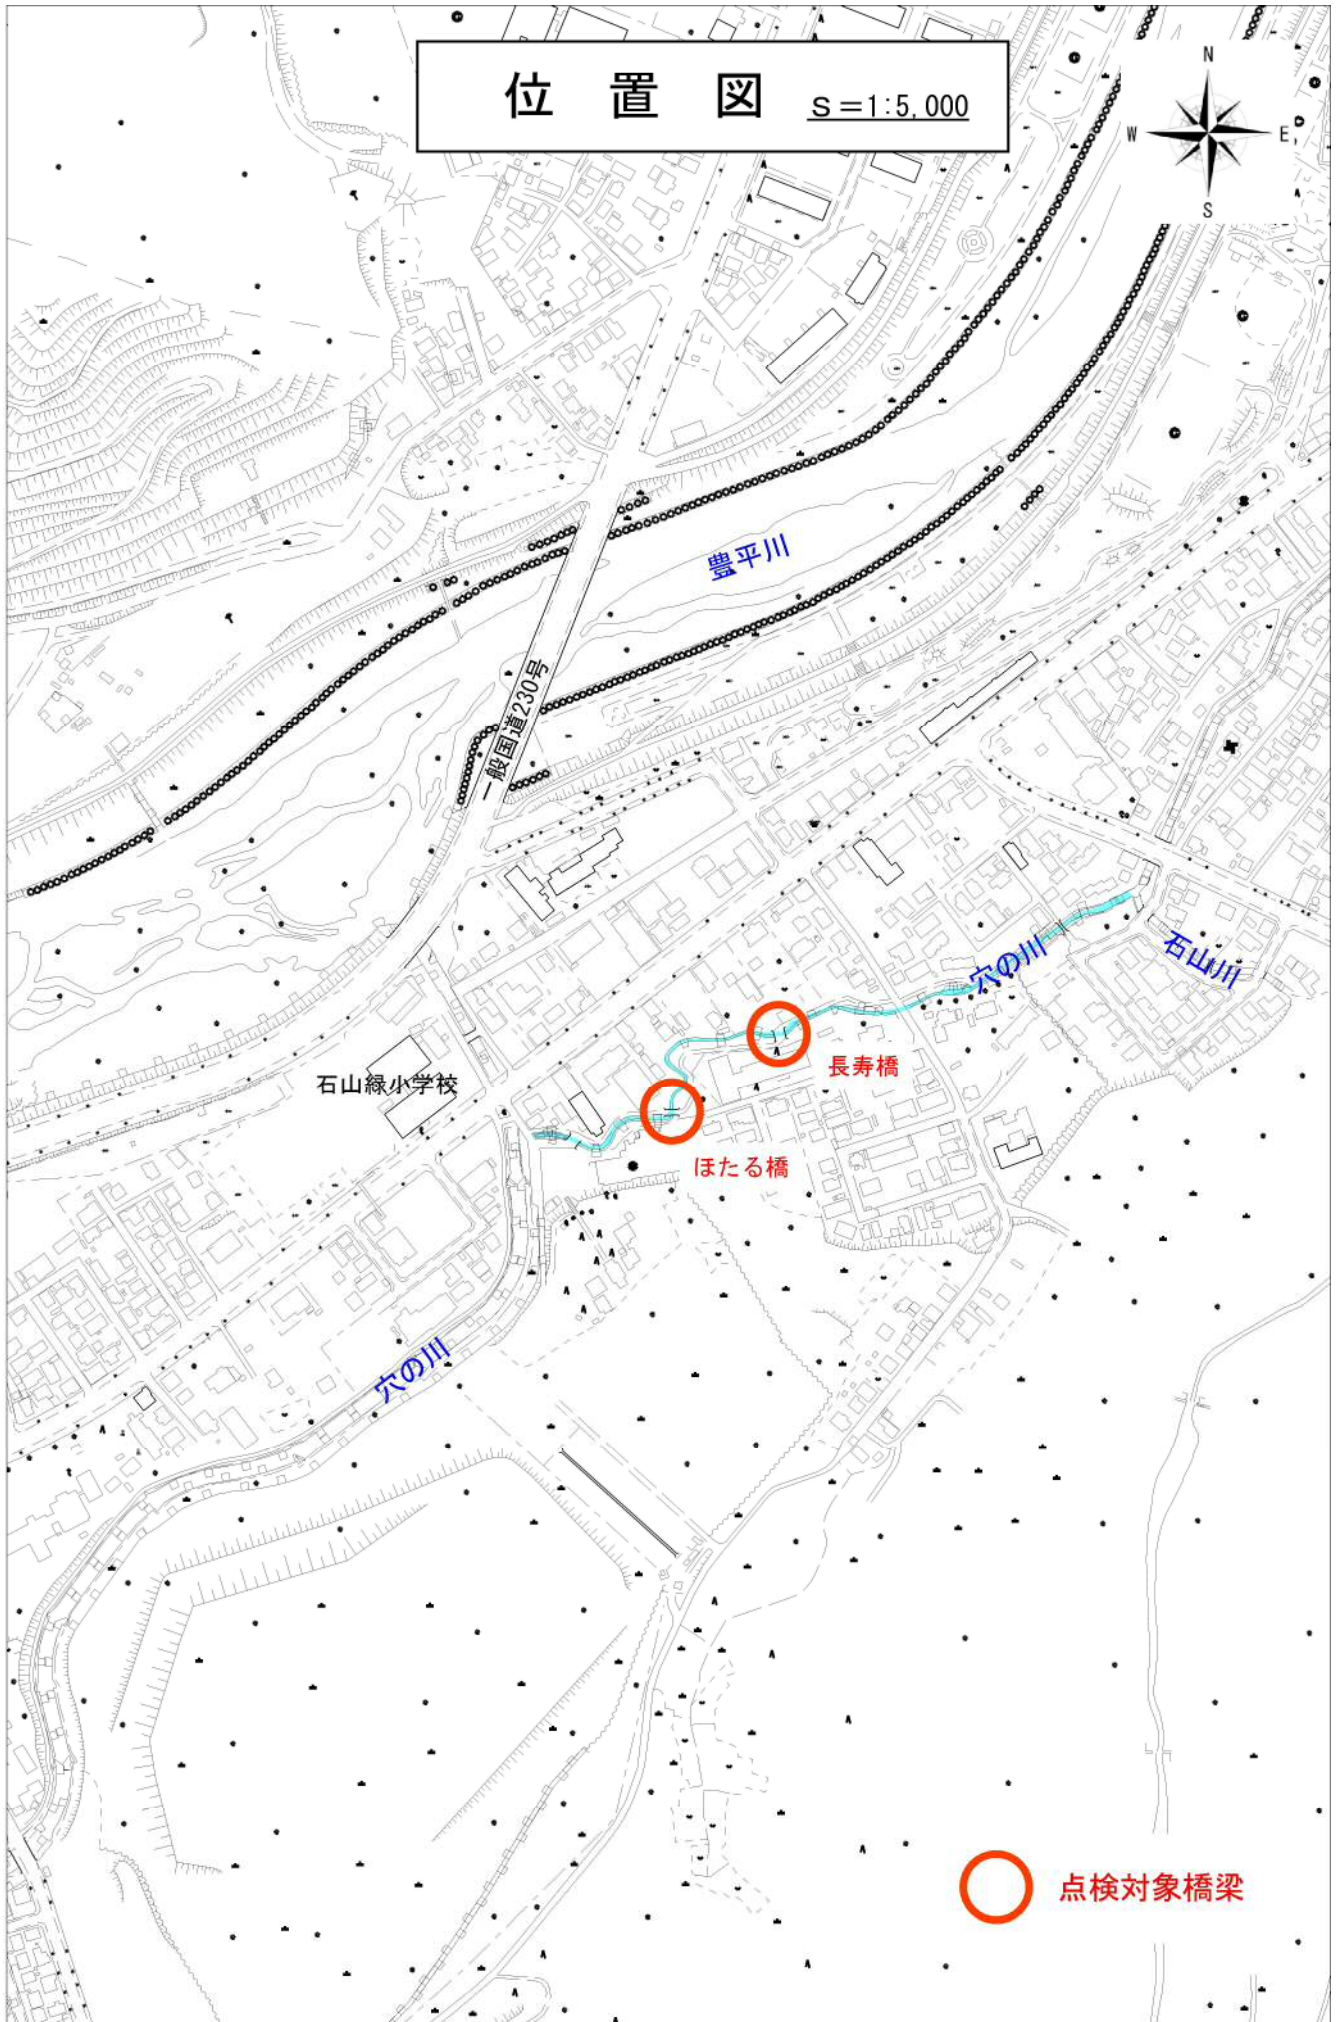 位置図 S=1:5,000
N
W
E
S
豊平川
一般国道230号
穴の川
石山川
長寿橋
石山緑小学校
ほたる橋
穴の川
点検対象橋梁